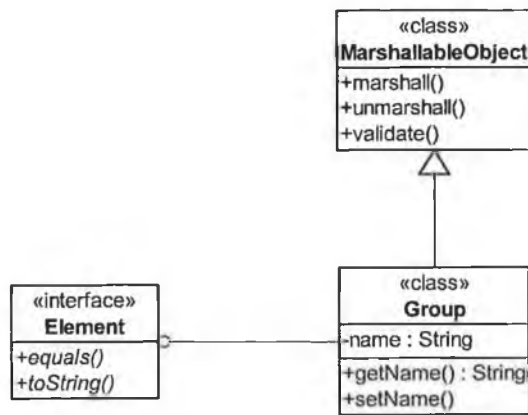 «class»
MarshallableObject
+marshall()
+unmarshall()
+validate()
«interface»
Element
+equals()
+toString()
«class»
Group
-name : String
+getName() : String
+setName()